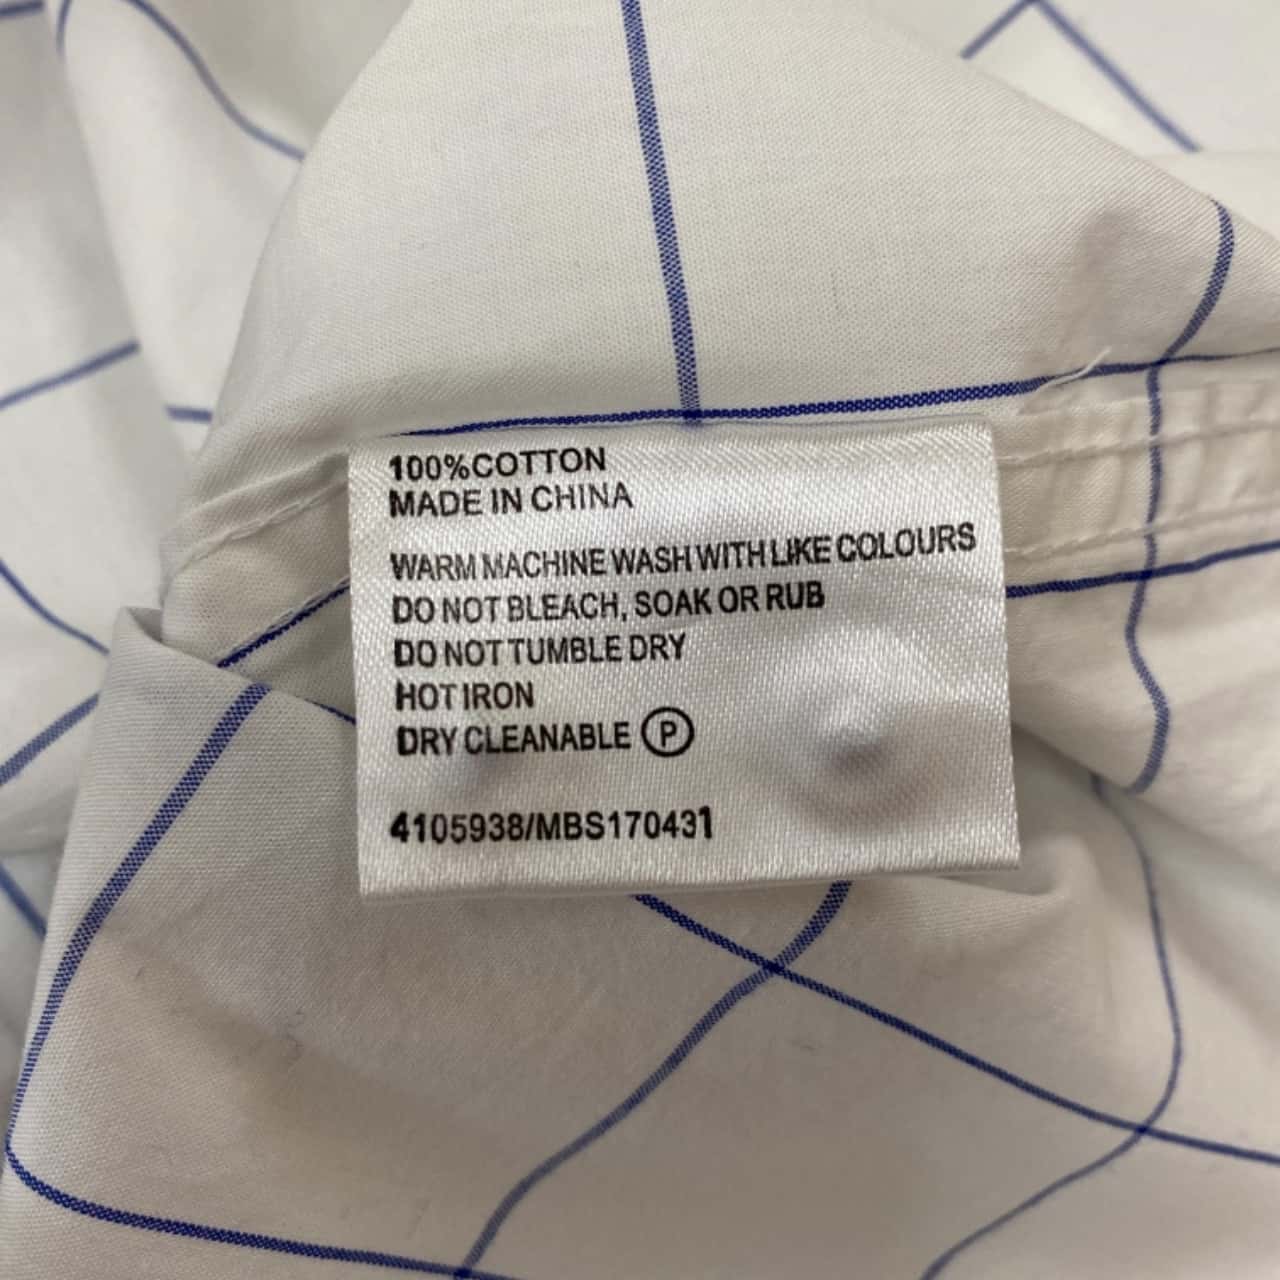 100%COTTON
MADE IN CHINA
WARM MACHINE WASH WITH LIKE COLOURS
DO NOT BLEACH, SOAK OR RUB
DO NOT TUMBLE DRY
HOT IRON
DRY CLEANABLE Ⓟ
4105938/MBS170431